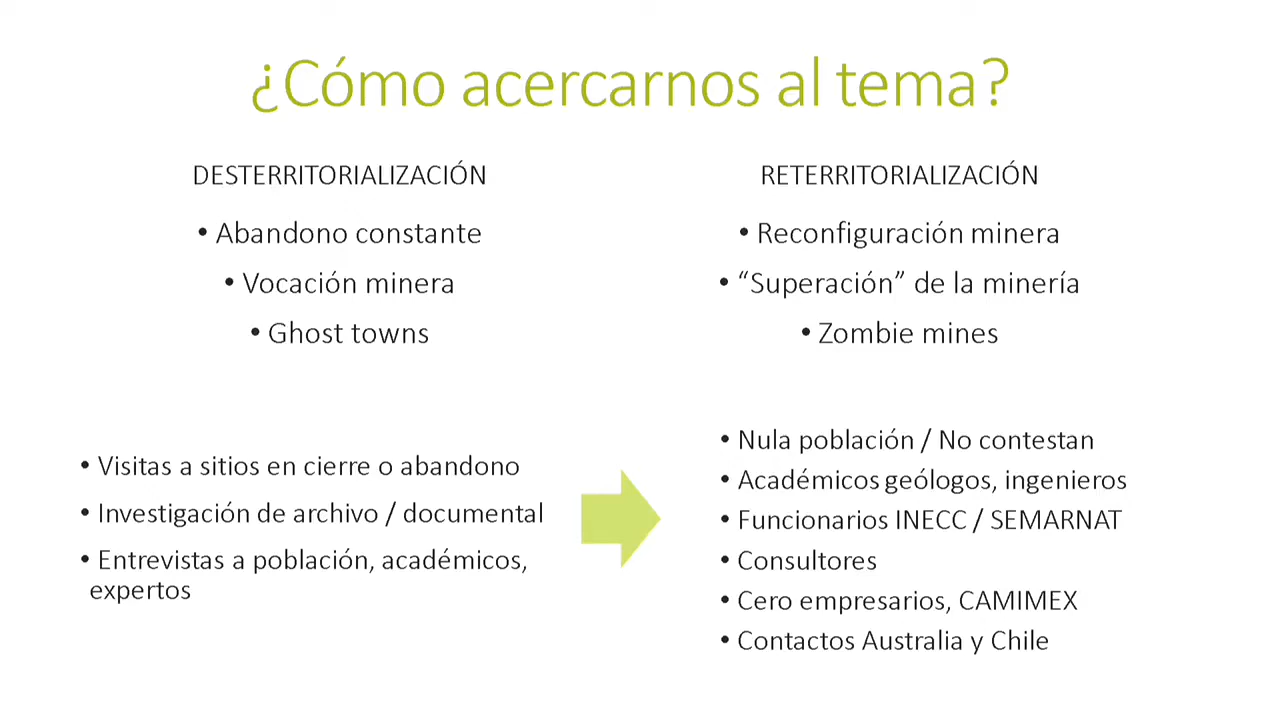 ¿Cómo acercarnos al tema?
DESTERRITORIALIZACIÓN
• Abandono constante
• Vocación minera
• Ghost towns
RETERRITORIALIZACIÓN
• Reconfiguración minera
• “Superación” de la minería
• Zombie mines
• Visitas a sitios en cierre o abandono
• Investigación de archivo / documental
• Entrevistas a población, académicos,
expertos
• Nula población / No contestan
• Académicos geólogos, ingenieros
• Funcionarios INECC / SEMARNAT
• Consultores
• Cero empresarios, CAMIMEX
• Contactos Australia y Chile